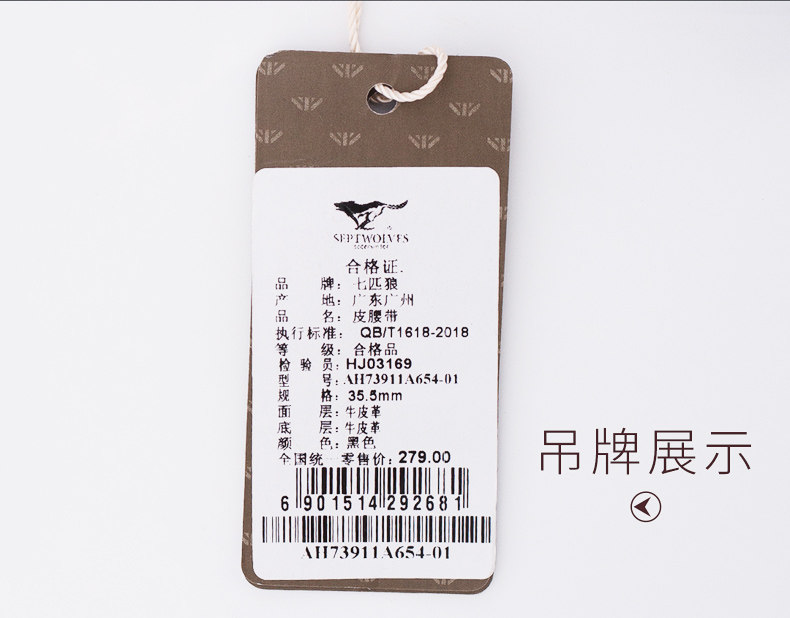 SEPTWOLVES
合格证
品牌：七匹狼
产地：广东广州
品名：皮腰带
执行标准：QB/T1618-2018
等级：合格品
检验员：HJ03169
型号：AH73911A654-01
规格：35.5mm
面层：牛皮革
底层：牛皮革
颜色：黑色
全国统一零售价：279.00
6 901514 292681
AH73911A654-01
吊牌展示